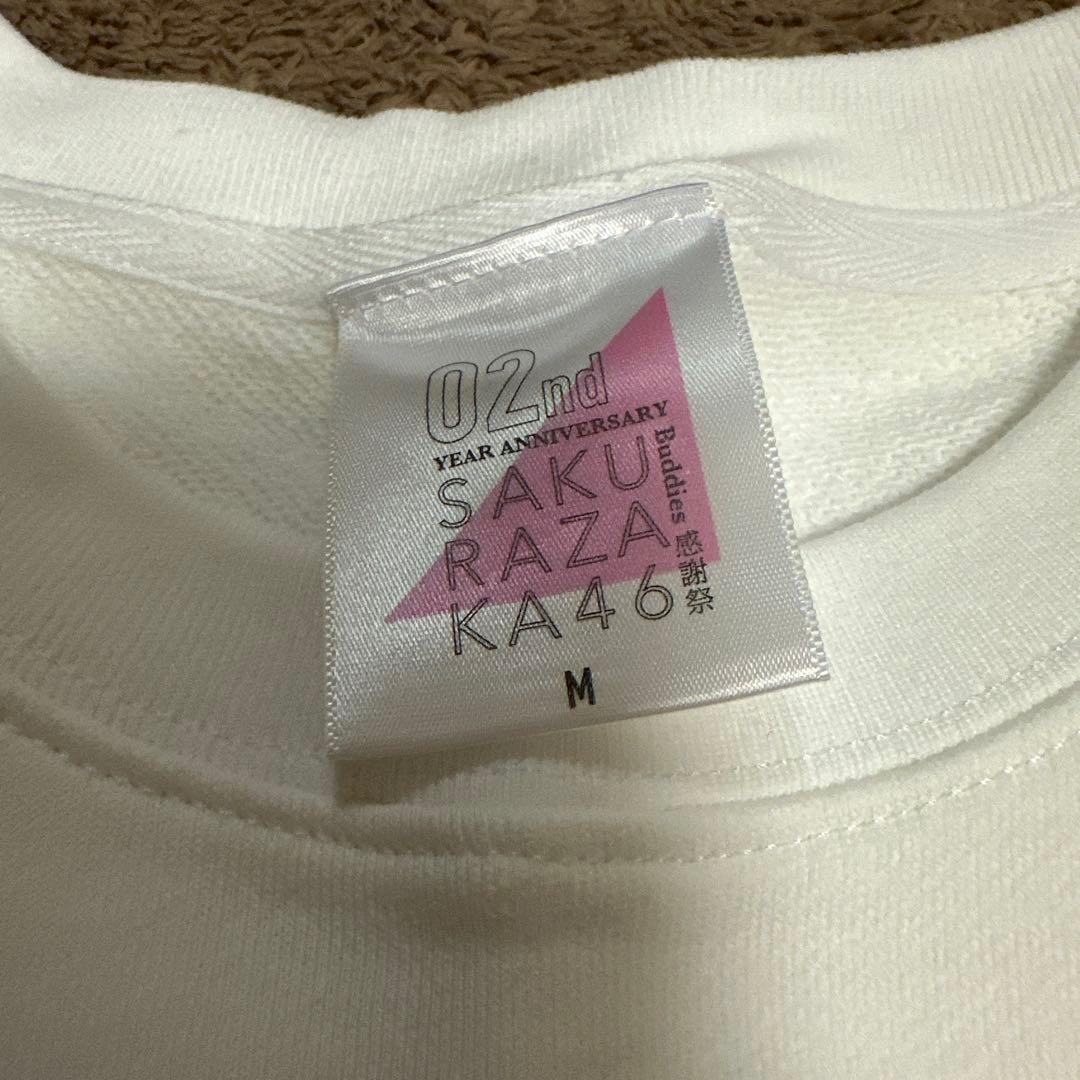 02nd
YEAR ANNIVERSARY
SAKU
RAZA
KA46
Buddies 感謝祭
M